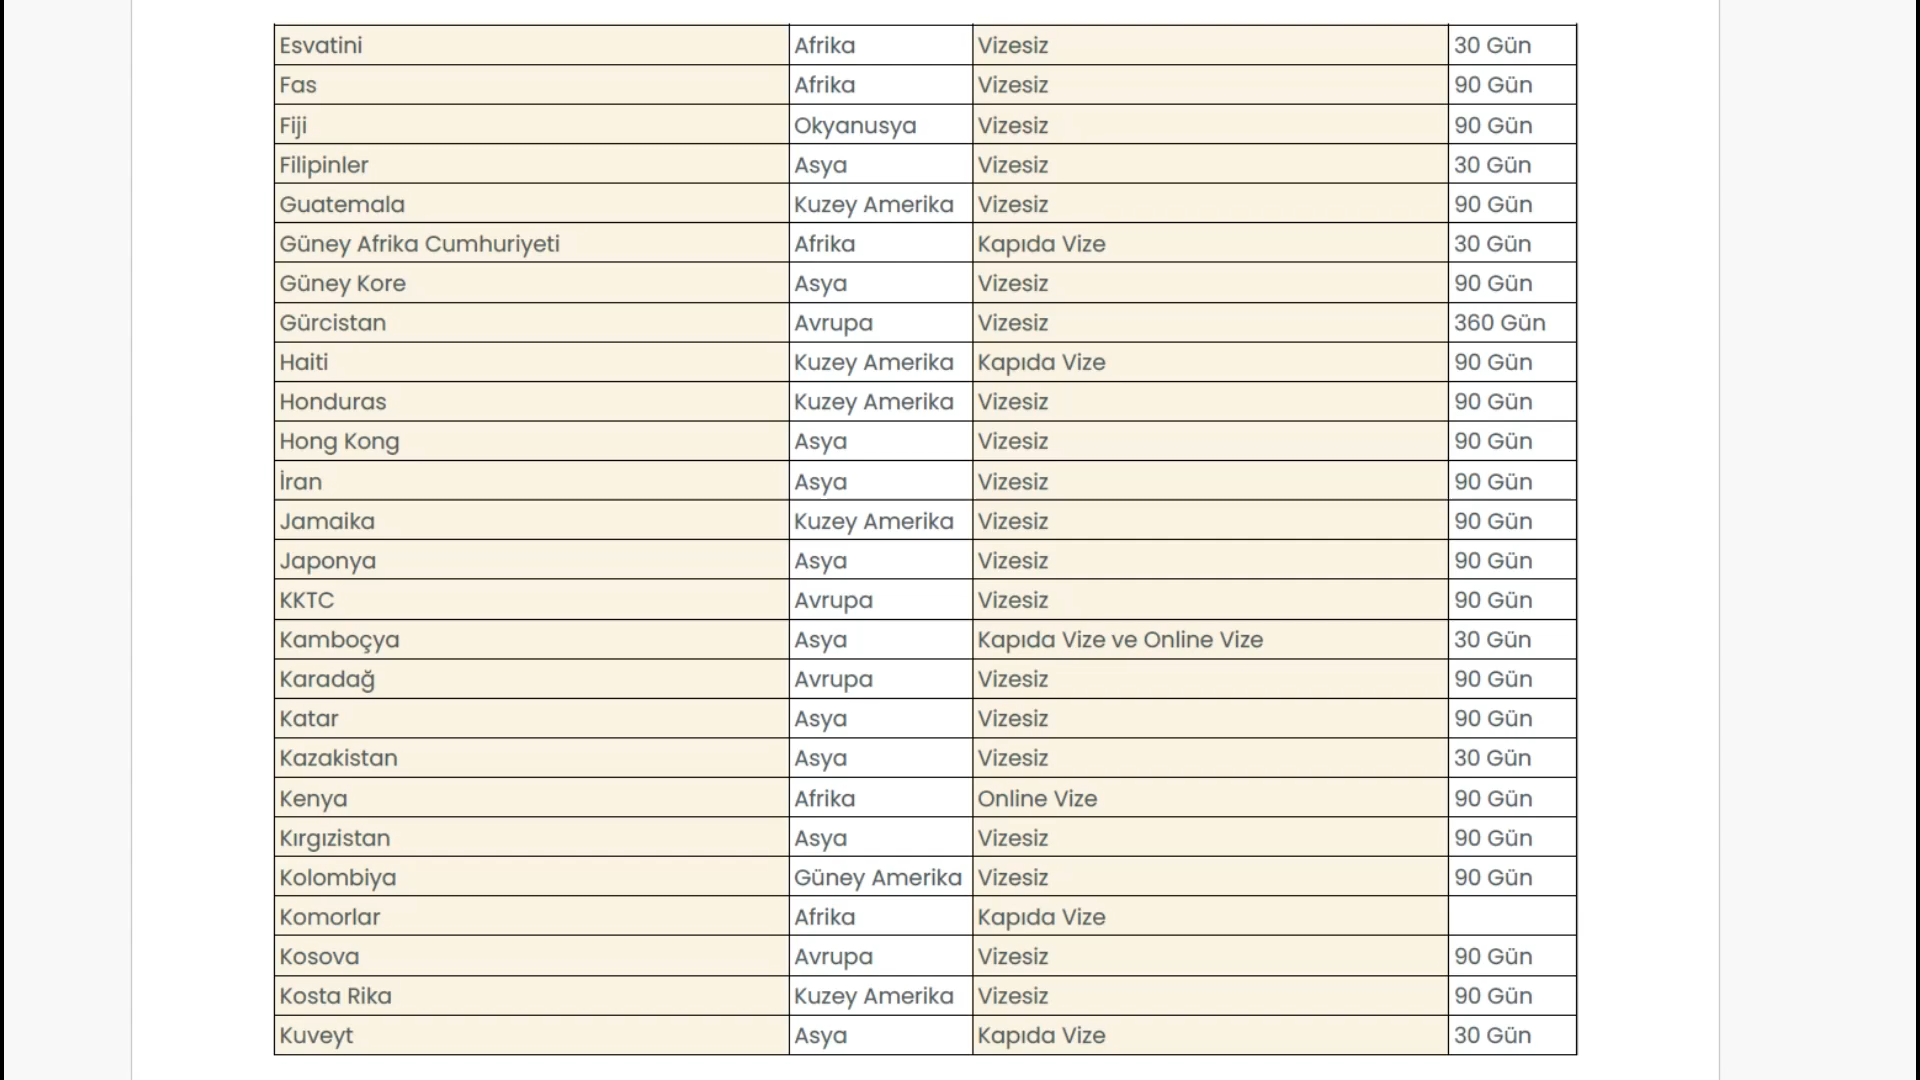 Esvatini Afrika Vizesiz 30 Gün
Fas Afrika Vizesiz 90 Gün
Fiji Okyanusya Vizesiz 90 Gün
Filipinler Asya Vizesiz 30 Gün
Guatemala Kuzey Amerika Vizesiz 90 Gün
Güney Afrika Cumhuriyeti Afrika Kapıda Vize 30 Gün
Güney Kore Asya Vizesiz 90 Gün
Gürcistan Avrupa Vizesiz 360 Gün
Haiti Kuzey Amerika Kapıda Vize 90 Gün
Honduras Kuzey Amerika Vizesiz 90 Gün
Hong Kong Asya Vizesiz 90 Gün
İran Asya Vizesiz 90 Gün
Jamaika Kuzey Amerika Vizesiz 90 Gün
Japonya Asya Vizesiz 90 Gün
KKTC Avrupa Vizesiz 90 Gün
Kamboçya Asya Kapıda Vize ve Online Vize 30 Gün
Karadağ Avrupa Vizesiz 90 Gün
Katar Asya Vizesiz 90 Gün
Kazakistan Asya Vizesiz 30 Gün
Kenya Afrika Online Vize 90 Gün
Kırgızistan Asya Vizesiz 90 Gün
Kolombiya Güney Amerika Vizesiz 90 Gün
Komorlar Afrika Kapıda Vize
Kosova Avrupa Vizesiz 90 Gün
Kosta Rika Kuzey Amerika Vizesiz 90 Gün
Kuveyt Asya Kapıda Vize 30 Gün